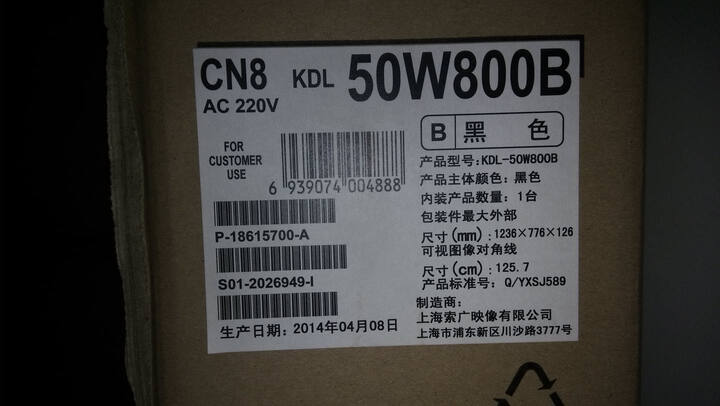 CN8 KDL 50W800B
AC 220V
B 黑 色
FOR
CUSTOMER
USE
6 939074 004888
P-18615700-A
S01-2026949-I
生产日期: 2014年04月08日
产品型号:KDL-50W800B
产品主体颜色:黑色
内装产品数量:1台
包装件最大外部
尺寸(mm):1236×776×126
可视图像对角线
尺寸(cm):125.7
产品标准号: Q/YXSJ589
制造商:
上海索广映像有限公司
上海市浦东新区川沙路3777号